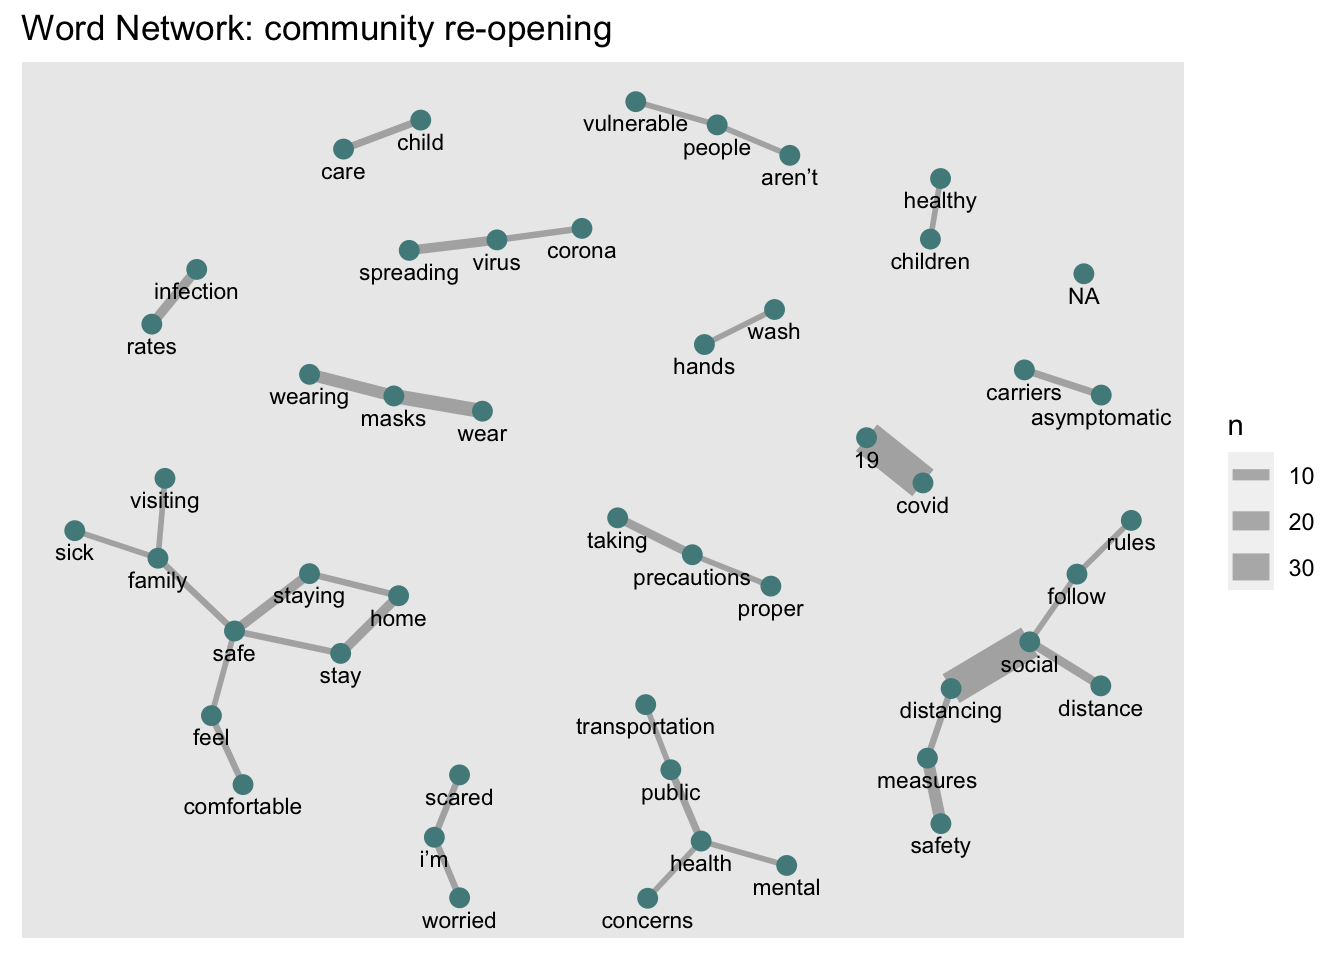 Word Network: community re-opening
vulnerable
child
people
care
aren’t
healthy
corona
children
virus
spreading
infection
NA
wash
rates
hands
carriers
wearing
masks
asymptomatic
wear
n
19
10
visiting
covid
20
taking
rules
sick
30
precautions
family
staying
follow
proper
home
safe
social
stay
distancing
distance
transportation
feel
measures
public
scared
comfortable
safety
i’m
health
mental
worried
concerns